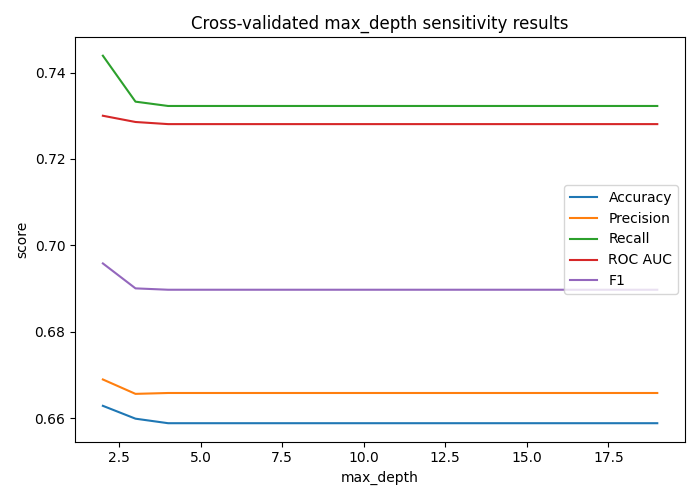 Cross-validated max_depth sensitivity results
0.74
0.72
0.70
0.68
0.66
score
Accuracy
Precision
Recall
ROC AUC
F1
2.5 5.0 7.5 10.0 12.5 15.0 17.5
max_depth